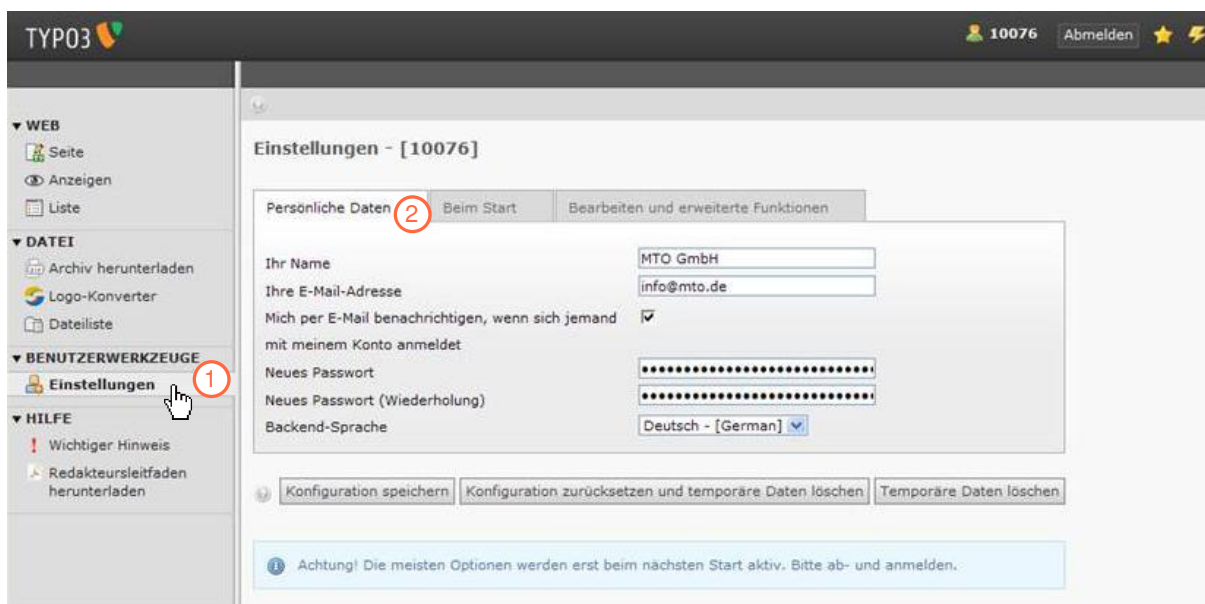 TYPO3
10076 Abmelden
WEB
Seite
Anzeigen
Liste
DATEI
Archiv herunterladen
Logo-Konverter
Dateiliste
BENUTZERWERKZEUGE
Einstellungen 1
HILFE
Wichtiger Hinweis
Redakteursleitfaden
herunterladen
Einstellungen - [10076]
Persönliche Daten 2 Beim Start Bearbeiten und erweiterte Funktionen
Ihr Name MTO GmbH
Ihre E-Mail-Adresse info@mto.de
Mich per E-Mail benachrichtigen, wenn sich jemand
mit meinem Konto anmeldet
Neues Passwort
Neues Passwort (Wiederholung)
Backend-Sprache Deutsch - [German]
Konfiguration speichern Konfiguration zurücksetzen und temporäre Daten löschen Temporäre Daten löschen
Achtung! Die meisten Optionen werden erst beim nächsten Start aktiv. Bitte ab- und anmelden.